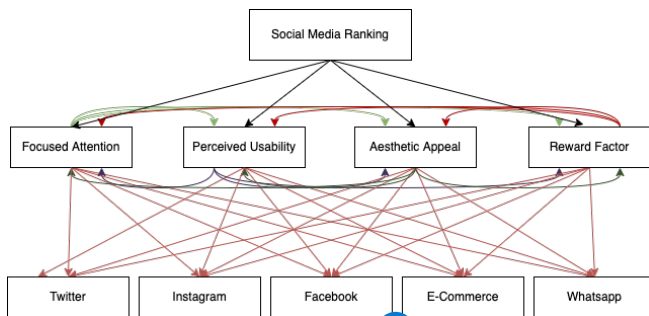 Social Media Ranking
Focused Attention
Perceived Usability
Aesthetic Appeal
Reward Factor
Twitter
Instagram
Facebook
E-Commerce
Whatsapp